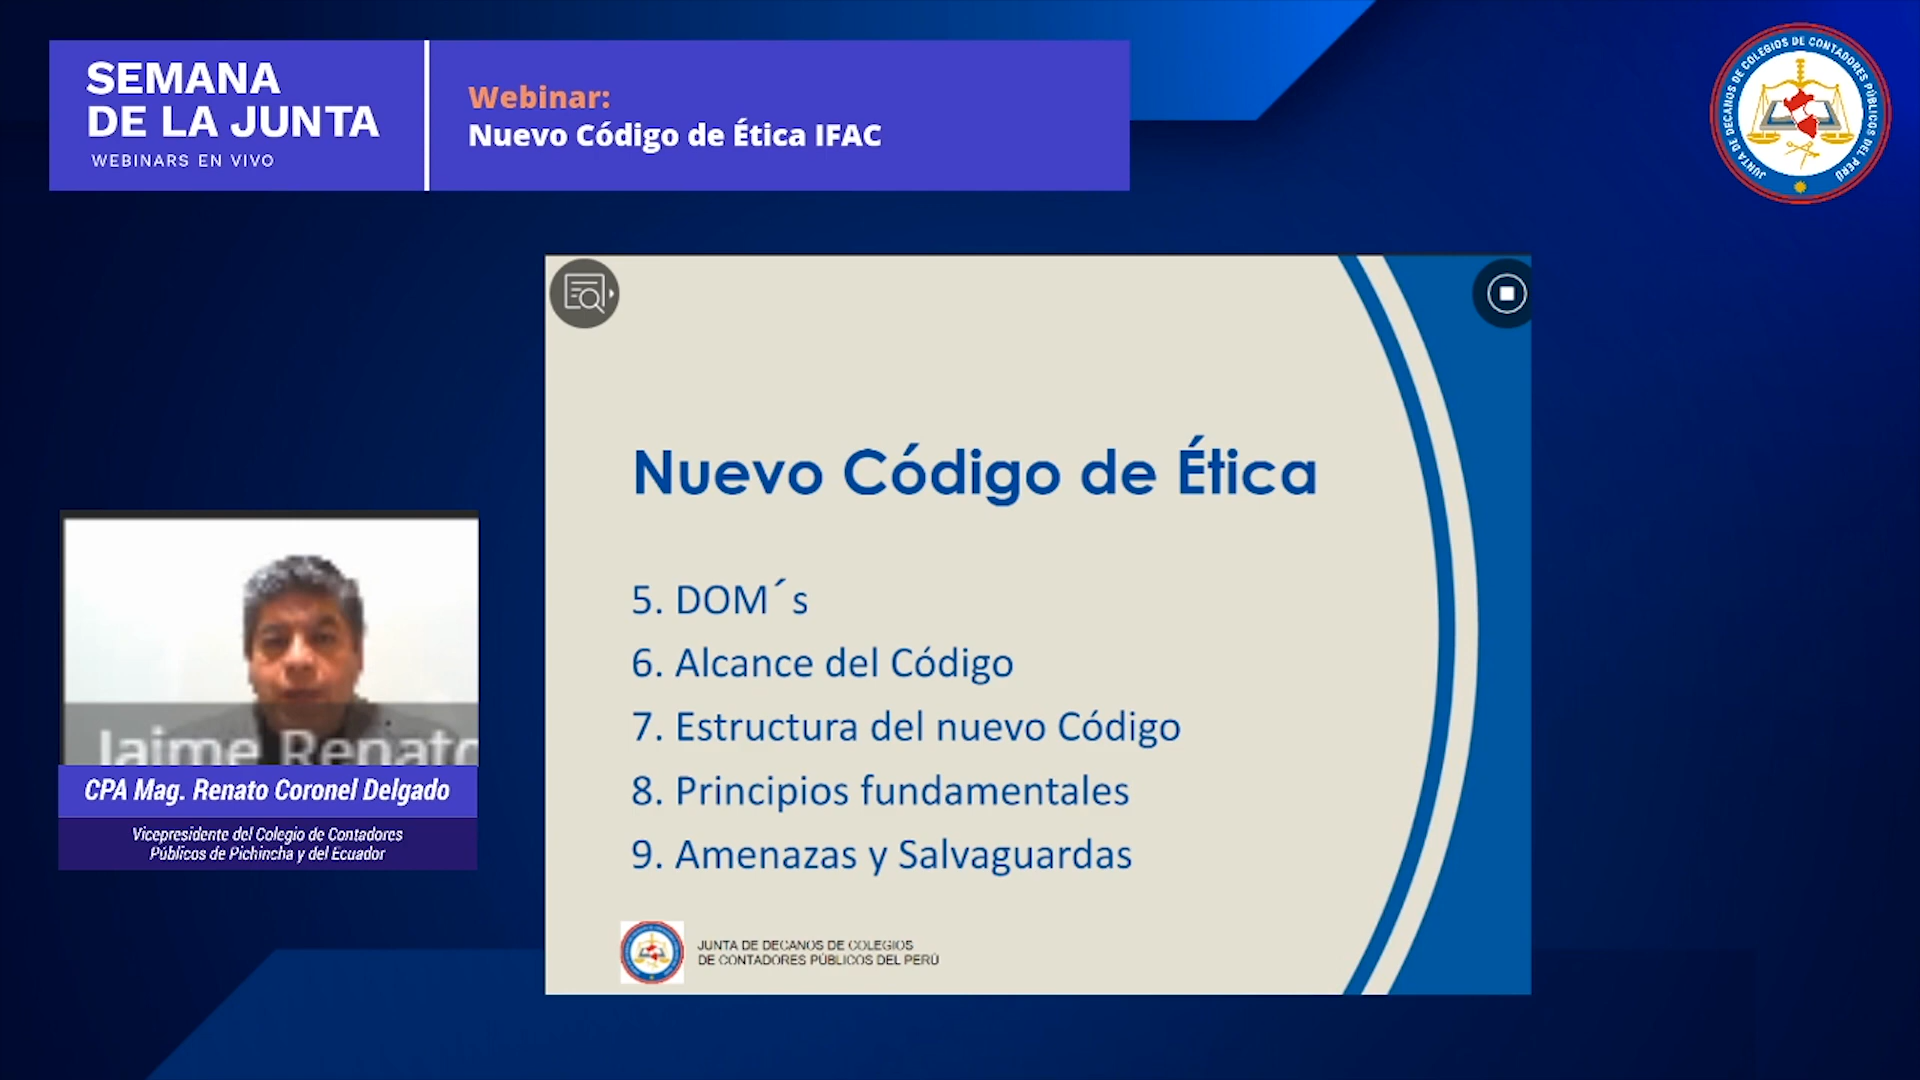 SEMANA
DE LA JUNTA
WEBINARS EN VIVO
Webinar:
Nuevo Código de Ética IFAC
JUNTA DE DECANOS DE COLEGIOS DE CONTADORES PÚBLICOS DEL PERÚ
Nuevo Código de Ética
5. DOM´s
6. Alcance del Código
7. Estructura del nuevo Código
8. Principios fundamentales
9. Amenazas y Salvaguardas
JUNTA DE DECANOS DE COLEGIOS
DE CONTADORES PÚBLICOS DEL PERÚ
Jaime Renato
CPA Mag. Renato Coronel Delgado
Vicepresidente del Colegio de Contadores
Públicos de Pichincha y del Ecuador